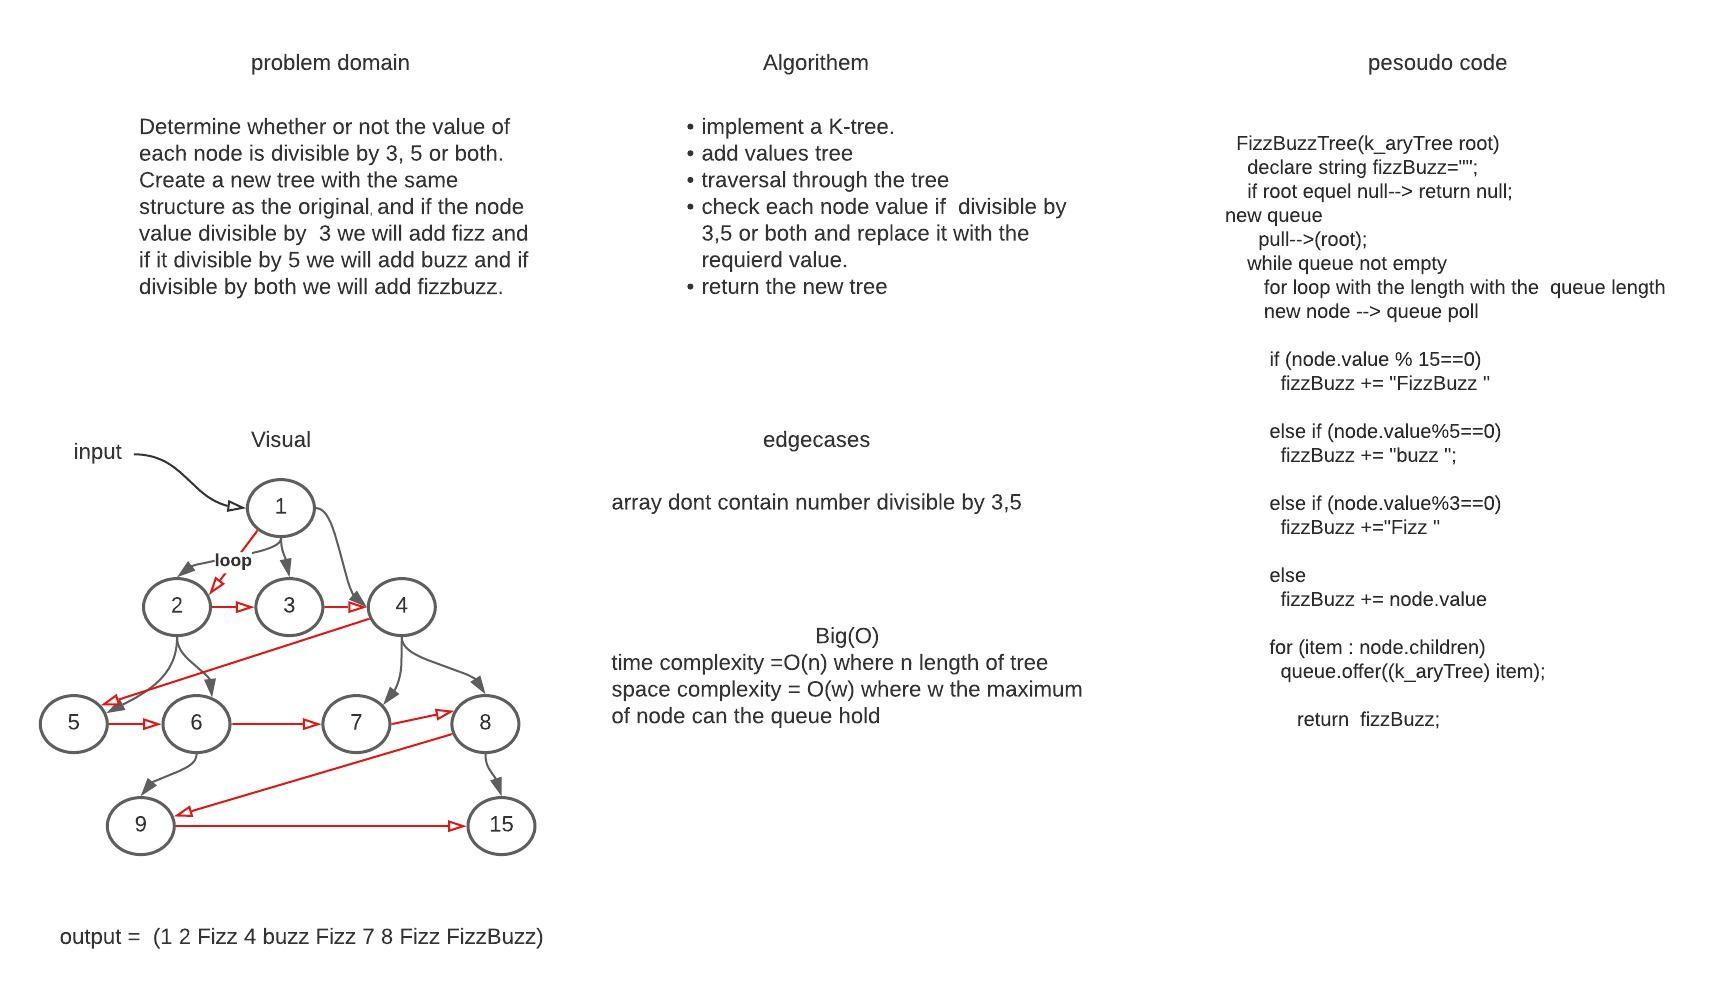 problem domain
Determine whether or not the value of
each node is divisible by 3, 5 or both.
Create a new tree with the same
structure as the original, and if the node
value divisible by  3 we will add fizz and
if it divisible by 5 we will add buzz and if
divisible by both we will add fizzbuzz.
Algorithem
• implement a K-tree.
• add values tree
• traversal through the tree
• check each node value if  divisible by
3,5 or both and replace it with the
requierd value.
• return the new tree
pesoudo code
FizzBuzzTree(k_aryTree root)
declare string fizzBuzz="";
if root equel null--> return null;
new queue
pull-->(root);
while queue not empty
for loop with the length with the  queue length
new node --> queue poll
if (node.value % 15==0)
fizzBuzz += "FizzBuzz "
else if (node.value%5==0)
fizzBuzz += "buzz ";
else if (node.value%3==0)
fizzBuzz +="Fizz "
else
fizzBuzz += node.value
for (item : node.children)
queue.offer((k_aryTree) item);
return  fizzBuzz;
Visual
input
1
loop
2 3 4
5 6 7 8
9 15
output =  (1 2 Fizz 4 buzz Fizz 7 8 Fizz FizzBuzz)
edgecases
array dont contain number divisible by 3,5
Big(O)
time complexity =O(n) where n length of tree
space complexity = O(w) where w the maximum
of node can the queue hold